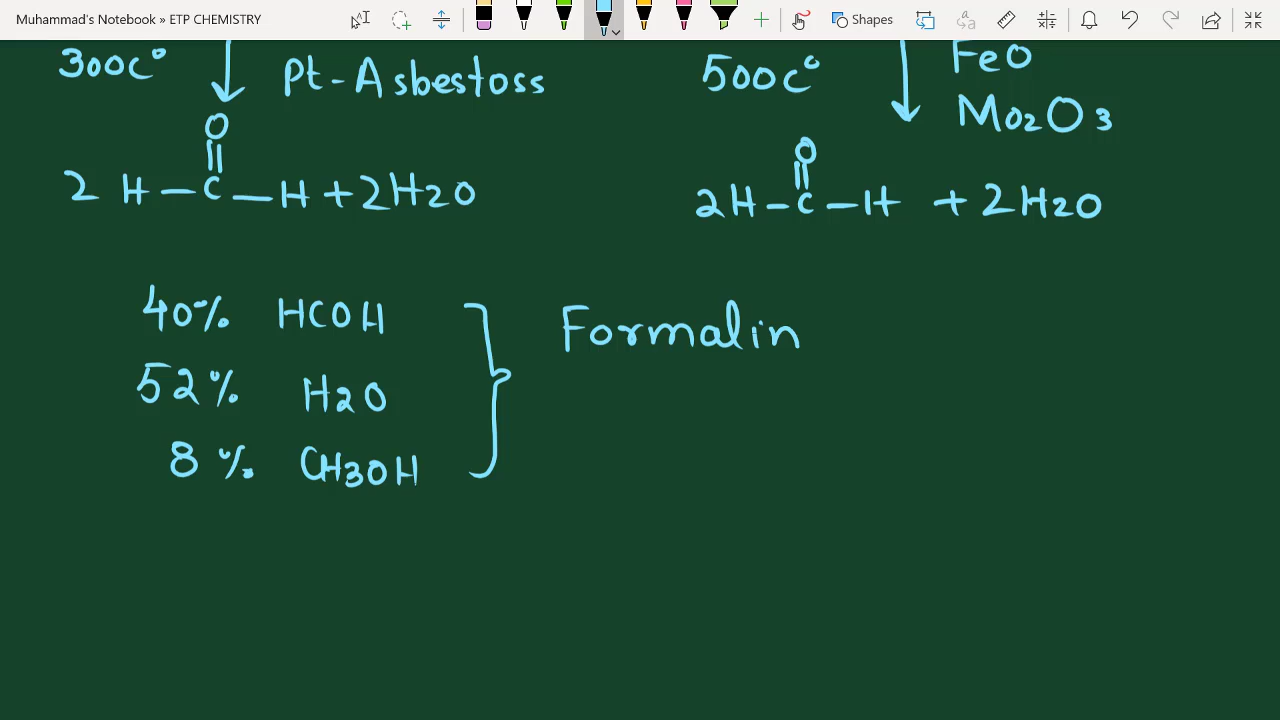 Muhammad's Notebook » ETP CHEMISTRY
Shapes
300C° Pt-Asbestoss
O
2 H-C-H+2H2O
500C° FeO
Mo2O3
O
2H-C-H + 2H2O
40% HCOH
52% H2O
8% CH3OH
Formalin